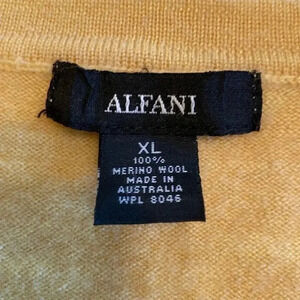 ALFANI
XL
100%
MERINO WOOL
MADE IN
AUSTRALIA
WPL 8046